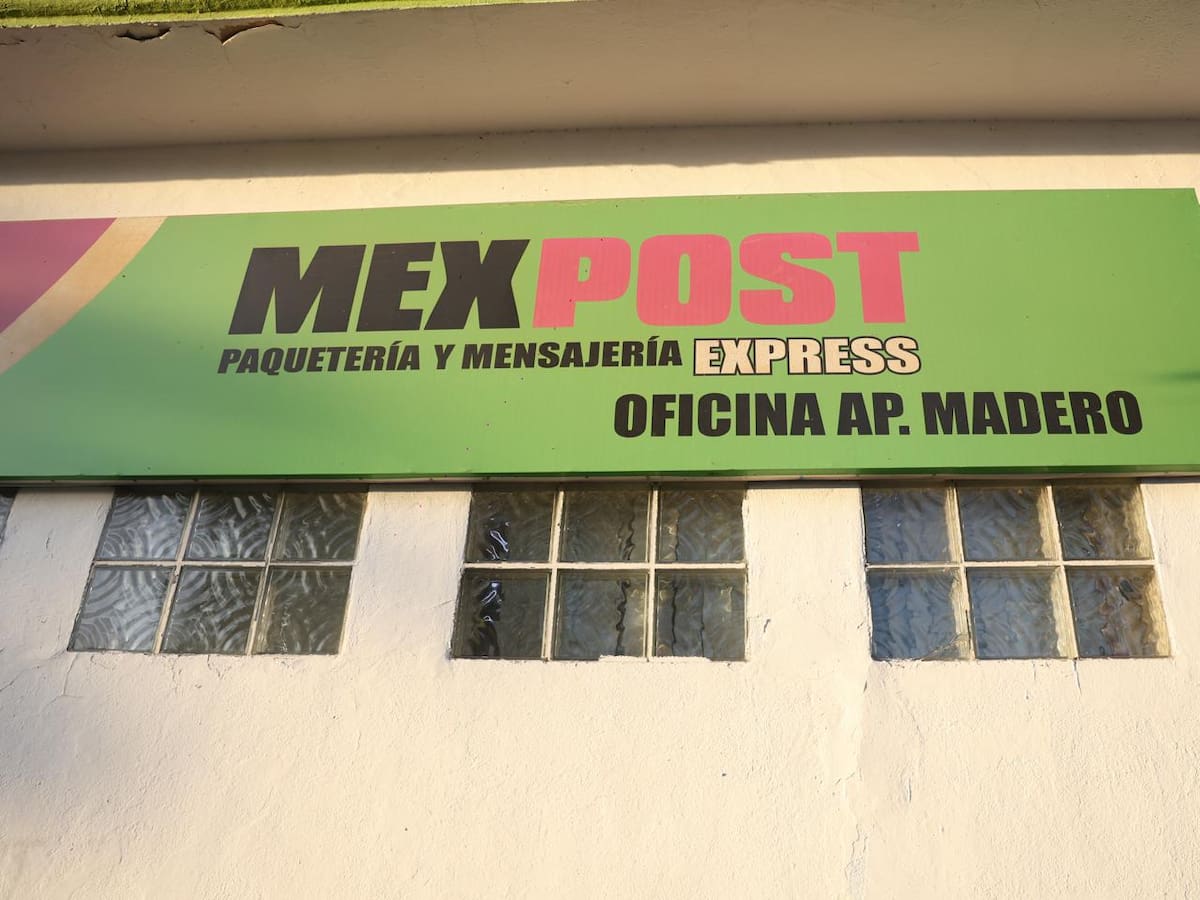 MEXPOST
PAQUETERÍA Y MENSAJERÍA EXPRESS
OFICINA AP. MADERO